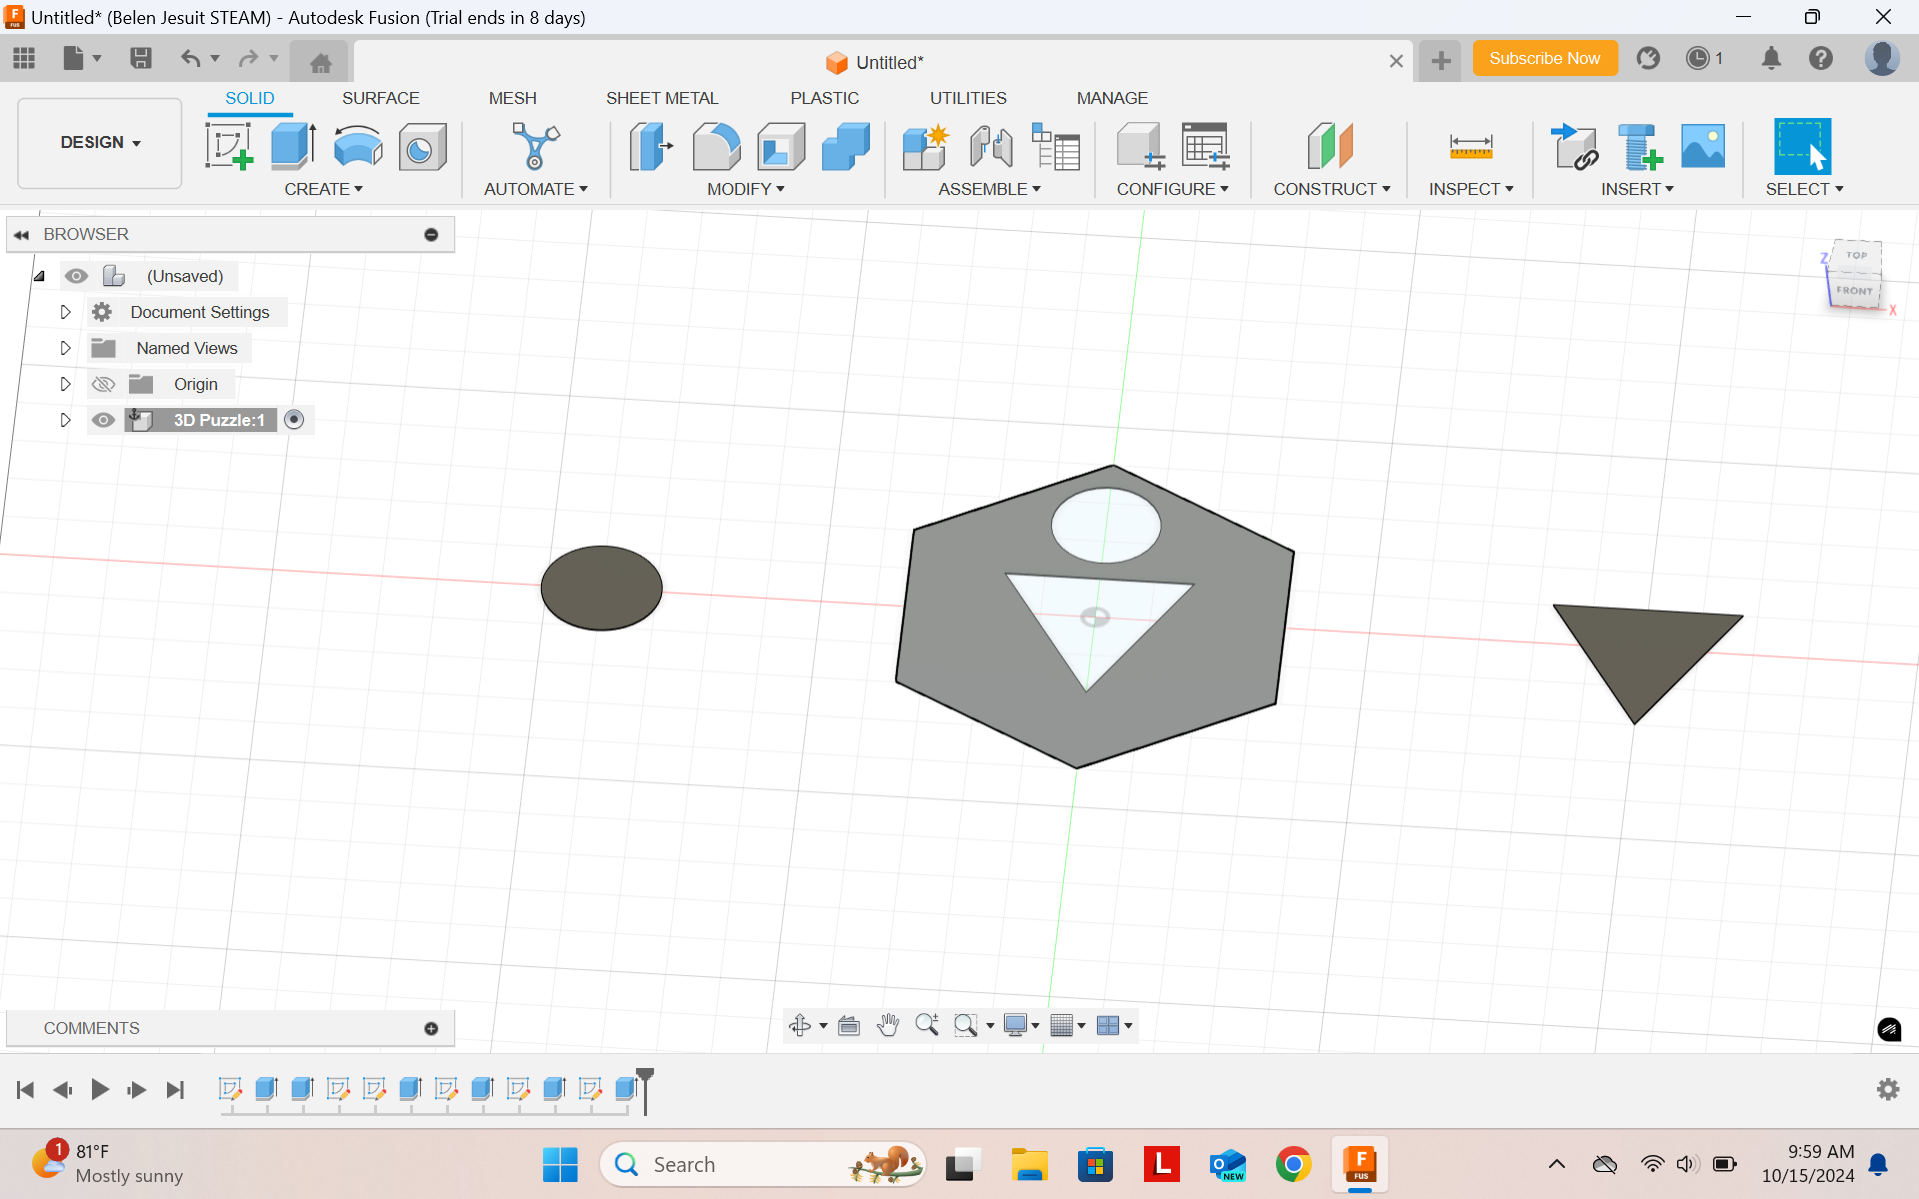 Untitled* (Belen Jesuit STEAM) - Autodesk Fusion (Trial ends in 8 days)
Untitled*
Subscribe Now
1
SOLID SURFACE MESH SHEET METAL PLASTIC UTILITIES MANAGE
DESIGN
CREATE AUTOMATE MODIFY ASSEMBLE CONFIGURE CONSTRUCT INSPECT INSERT SELECT
BROWSER
(Unsaved)
Document Settings
Named Views
Origin
3D Puzzle:1
TOP
Z
FRONT
X
COMMENTS
1
81°F
Mostly sunny
Search
L
NEW
F
FUS
9:59 AM
10/15/2024